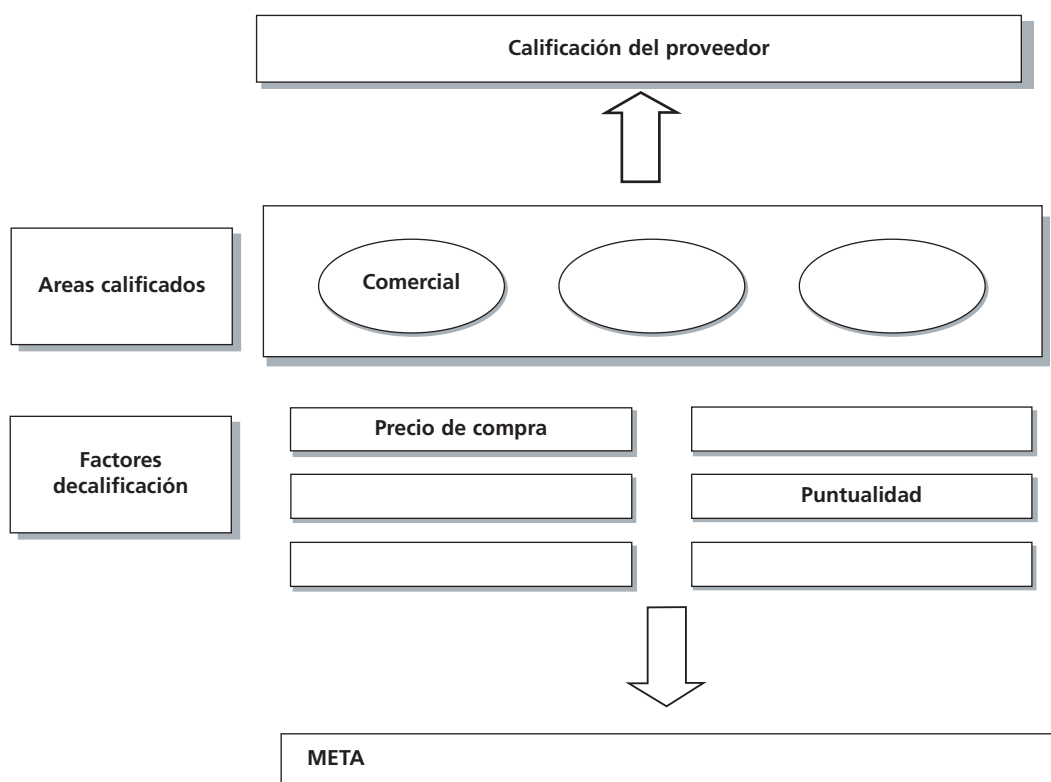 Calificación del proveedor
Areas calificados
Comercial
Factores
decalificación
Precio de compra
Puntualidad
META